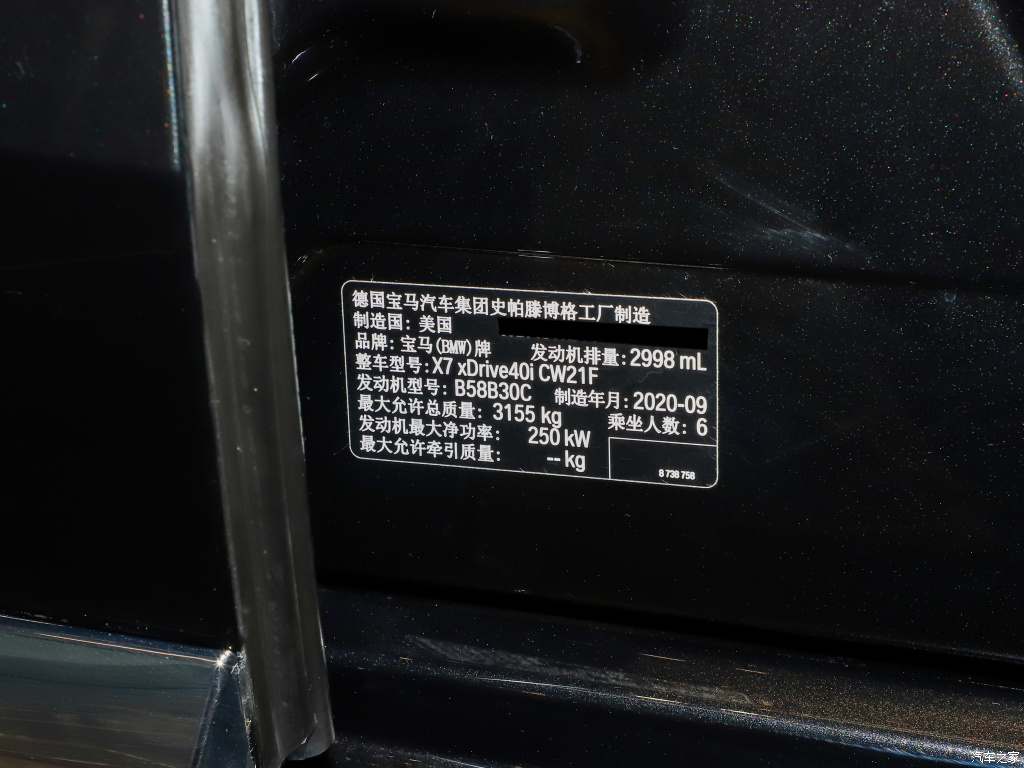 德国宝马汽车集团史帕滕博格工厂制造
制造国：美国
品牌：宝马(BMW)牌 发动机排量：2998 mL
整车型号：X7 xDrive40i CW21F
发动机型号：B58B30C 制造年月：2020-09
最大允许总质量：3155 kg 乘坐人数：6
发动机最大净功率： 250 kW
最大允许牵引质量： -- kg
8 738 758
汽车之家